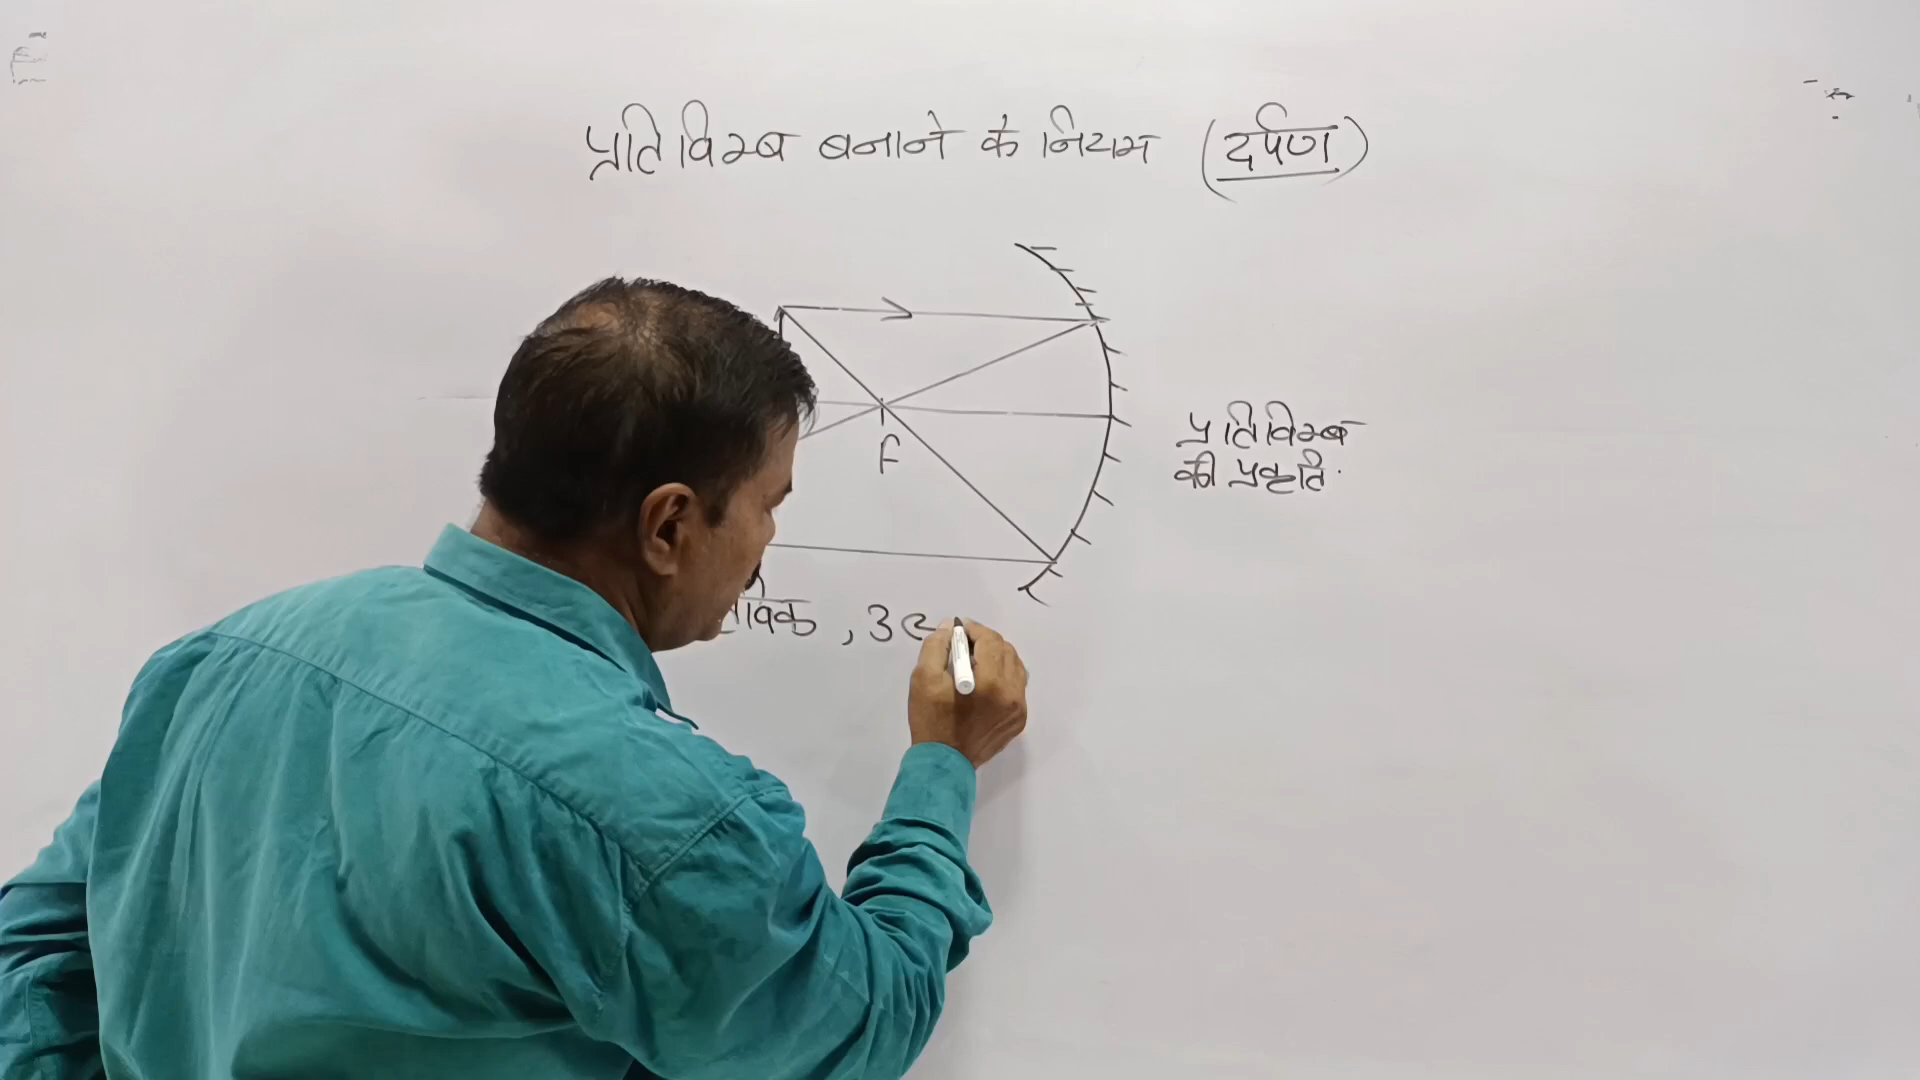 प्रतिविम्ब बनाने के नियम (दर्पण)
F
प्रतिविम्ब
की प्रकृति.